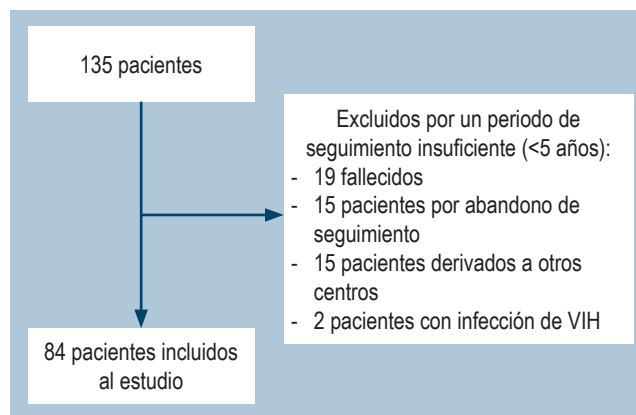 135 pacientes
Excluidos por un periodo de
seguimiento insuficiente (<5 años):
- 19 fallecidos
- 15 pacientes por abandono de
seguimiento
- 15 pacientes derivados a otros
centros
- 2 pacientes con infección de VIH
84 pacientes incluidos
al estudio